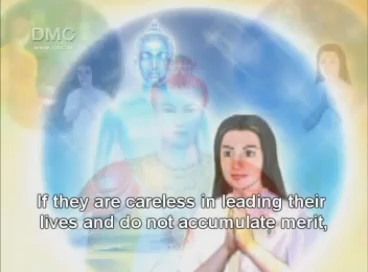 DMC
If they are careless in leading their
lives and do not accumulate merit,